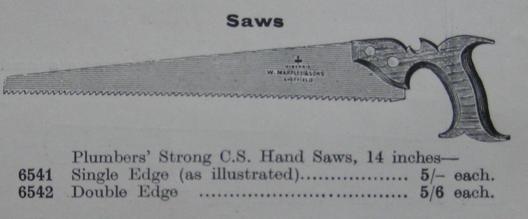 Saws
HIBERNIA
W. MARPLES & SONS
SHEFFIELD
Plumbers' Strong C.S. Hand Saws, 14 inches—
6541 Single Edge (as illustrated)................. 5/– each.
6542 Double Edge ................................. 5/6 each.